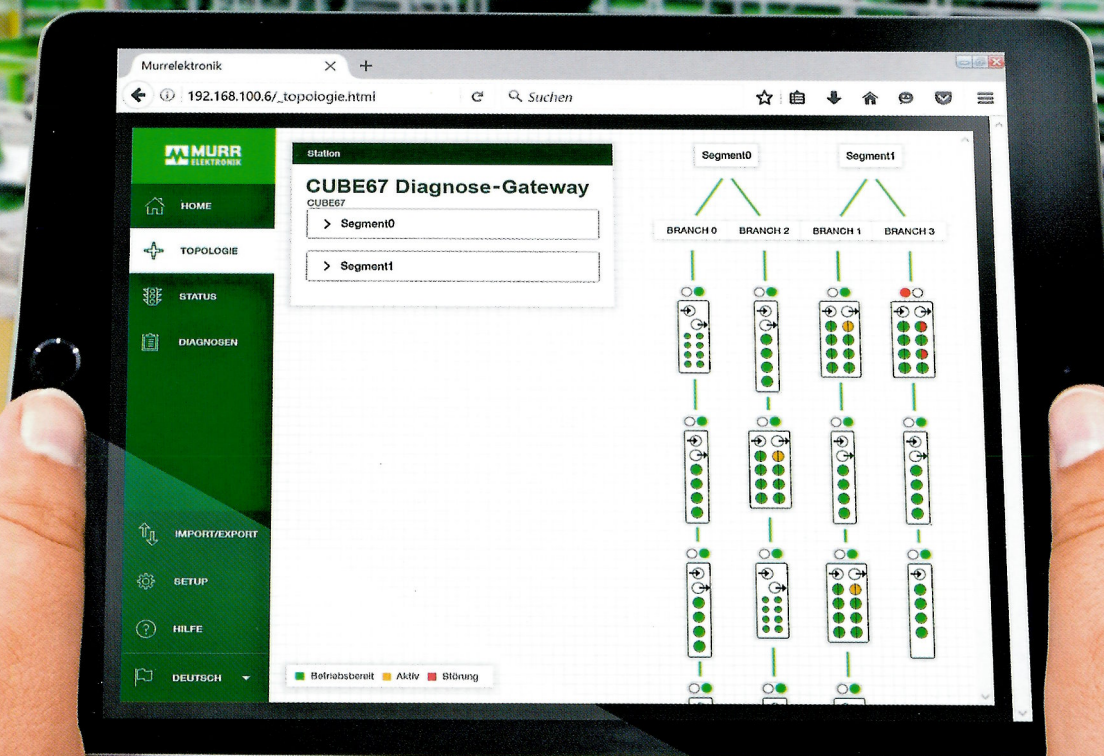 Murrelektronik
192.168.100.6/_topologie.html
Suchen
MURR
ELEKTRONIK
HOME
TOPOLOGIE
STATUS
DIAGNOSEN
IMPORT/EXPORT
SETUP
HILFE
DEUTSCH
Station
CUBE67 Diagnose-Gateway
CUBE67
Segment0
Segment1
Betriebsbereit Aktiv Störung
Segment0 Segment1
BRANCH 0 BRANCH 2 BRANCH 1 BRANCH 3